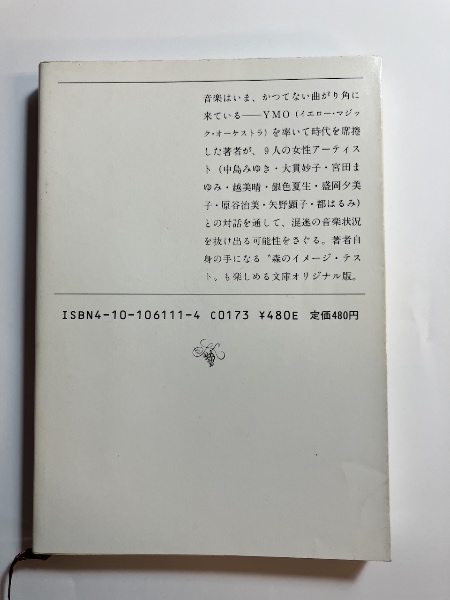 音楽はいま、かつてない曲がり角に
来ている——YMO（イエロー・マジッ
ク・オーケストラ）を率いて時代を席捲
した著者が、9人の女性アーティス
ト（中島みゆき・大貫妙子・宮田ま
ゆみ・越美晴・銀色夏生・盛岡夕美
子・原谷治美・矢野顕子・都はるみ）
との対話を通して、混迷の音楽状況
を抜け出る可能性をさぐる。著者自
身の手になる〝森のイメージ・テス
ト〟も楽しめる文庫オリジナル版。
ISBN4-10-106111-4 C0173 ¥480E 定価480円